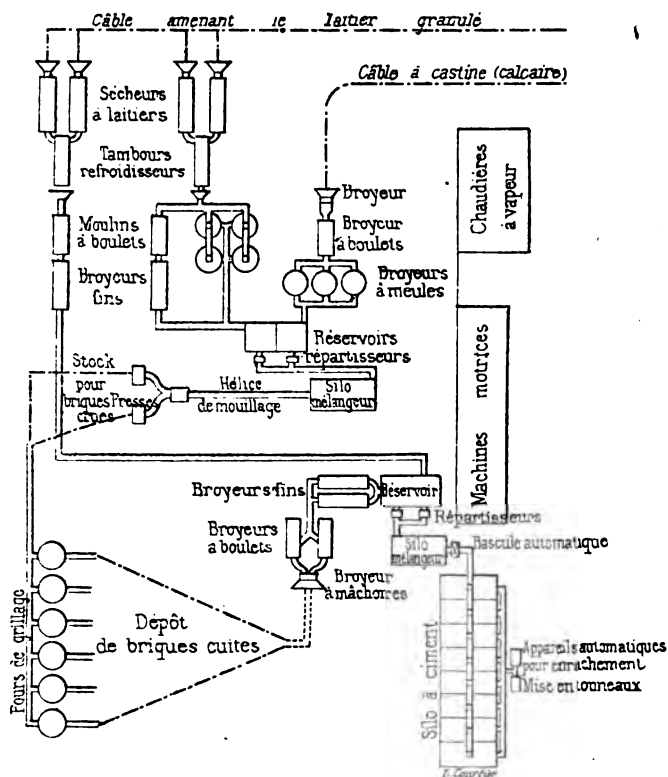 Câble amenant le laitier granulé
Câble à castine (calcaire)
Sècheurs
à laitiers
Tambours
refroidisseurs
Chaudières
à vapeur
Broyeur
Moulins
à boulets
Broyeur
à boulets
Broyeurs
fins
Broyeurs
à meules
Réservoirs
répartisseurs
Machines motrices
Stock
pour
briques
crues
Presses
Hélice
de mouillage
Silo
mélangeur
Broyeurs fins
Réservoir
Répartisseurs
Broyeurs
à boulets
Silo
mélangeur
Bascule automatique
Broyeur
à mâchoires
Fours de grillage
Dépôt
de briques cuites
Silo à ciment
Appareils automatiques
pour ensachement
Mise en tonneaux